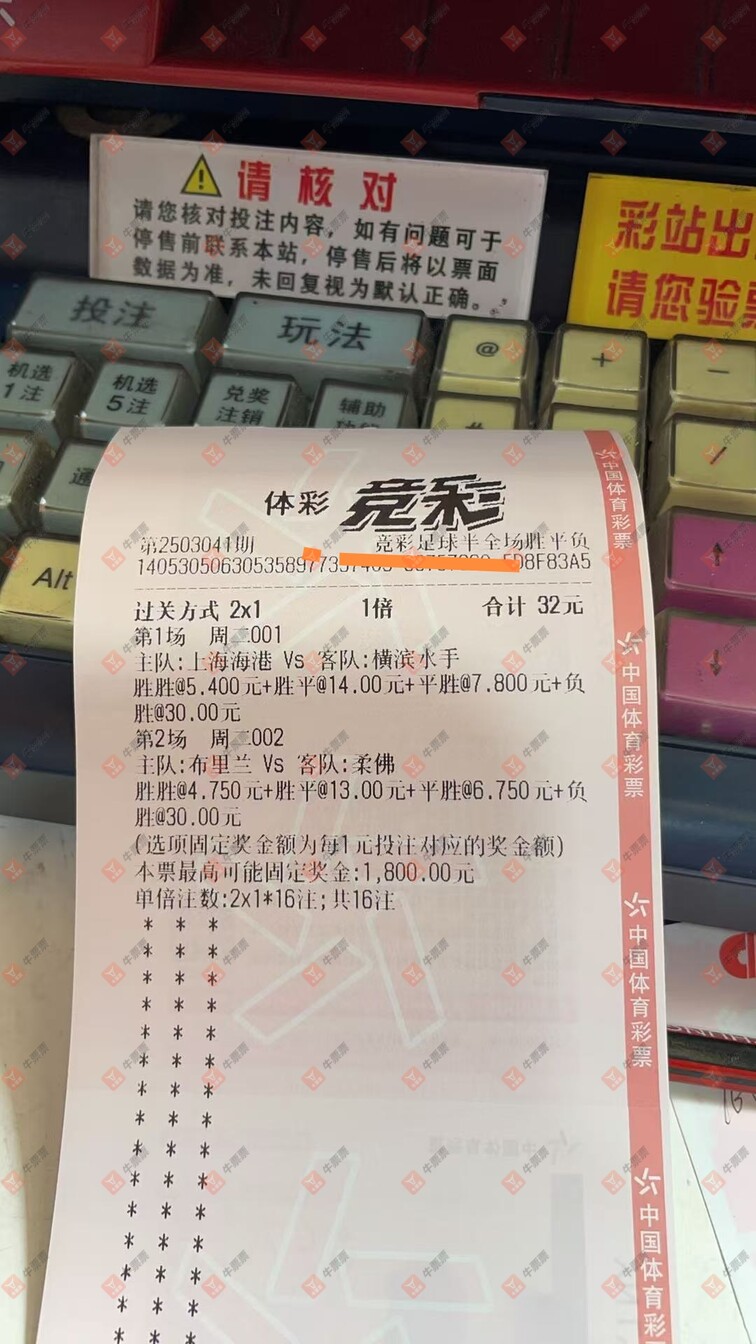 请核对
请您核对投注内容，如有问题可于
停售前联系本站，停售后将以票面
数据为准，未回复视为默认正确。
彩站出
请您验票
投注
玩法
@
+
-
机选
1注
机选
5注
兑奖
注销
辅助
Alt
体彩 竞彩
中国体育彩票
第2503041期 竞彩足球半全场胜平负
过关方式 2x1 1倍 合计 32元
第1场 周二001
主队:上海海港 Vs 客队:横滨水手
胜胜@5.400元+胜平@14.00元+平胜@7.800元+负
胜@30.00元
第2场 周二002
主队:布里兰 Vs 客队:柔佛
胜胜@4.750元+胜平@13.00元+平胜@6.750元+负
胜@30.00元
(选项固定奖金额为每1元投注对应的奖金额)
本票最高可能固定奖金:1,800.00元
单倍注数:2x1*16注;共16注
中国体育彩票
中国体育彩票
中国体育彩票
牛票票